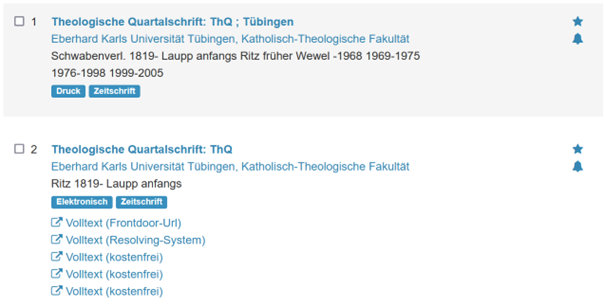 1 Theologische Quartalschrift: ThQ ; Tübingen
Eberhard Karls Universität Tübingen, Katholisch-Theologische Fakultät
Schwabenverl. 1819- Laupp anfangs Ritz früher Wewel -1968 1969-1975
1976-1998 1999-2005
Druck Zeitschrift
2 Theologische Quartalschrift: ThQ
Eberhard Karls Universität Tübingen, Katholisch-Theologische Fakultät
Ritz 1819- Laupp anfangs
Elektronisch Zeitschrift
Volltext (Frontdoor-Url)
Volltext (Resolving-System)
Volltext (kostenfrei)
Volltext (kostenfrei)
Volltext (kostenfrei)